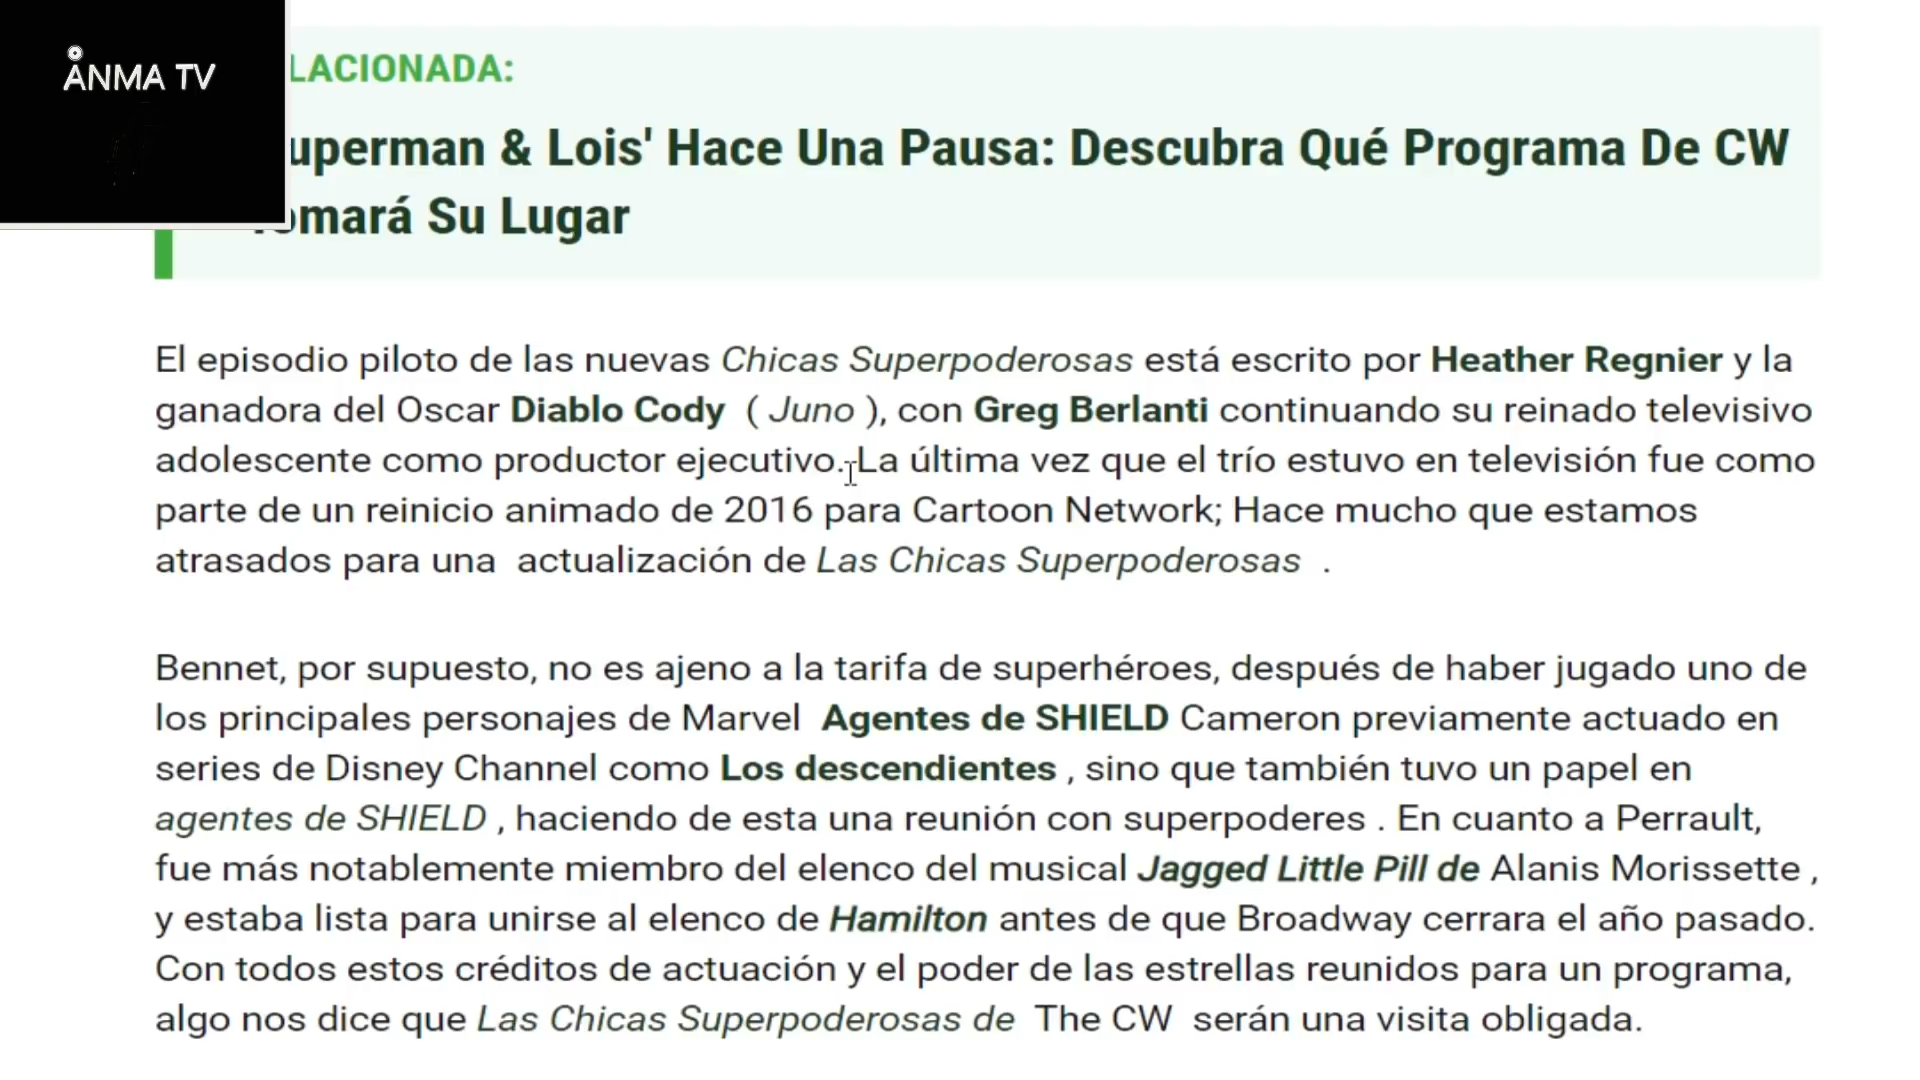 ANMA TV
LACIONADA:
uperman & Lois' Hace Una Pausa: Descubra Qué Programa De CW
omará Su Lugar
El episodio piloto de las nuevas Chicas Superpoderosas está escrito por Heather Regnier y la
ganadora del Oscar Diablo Cody ( Juno ), con Greg Berlanti continuando su reinado televisivo
adolescente como productor ejecutivo. La última vez que el trío estuvo en televisión fue como
parte de un reinicio animado de 2016 para Cartoon Network; Hace mucho que estamos
atrasados para una actualización de Las Chicas Superpoderosas .
Bennet, por supuesto, no es ajeno a la tarifa de superhéroes, después de haber jugado uno de
los principales personajes de Marvel Agentes de SHIELD Cameron previamente actuado en
series de Disney Channel como Los descendientes , sino que también tuvo un papel en
agentes de SHIELD , haciendo de esta una reunión con superpoderes . En cuanto a Perrault,
fue más notablemente miembro del elenco del musical Jagged Little Pill de Alanis Morissette ,
y estaba lista para unirse al elenco de Hamilton antes de que Broadway cerrara el año pasado.
Con todos estos créditos de actuación y el poder de las estrellas reunidos para un programa,
algo nos dice que Las Chicas Superpoderosas de The CW serán una visita obligada.